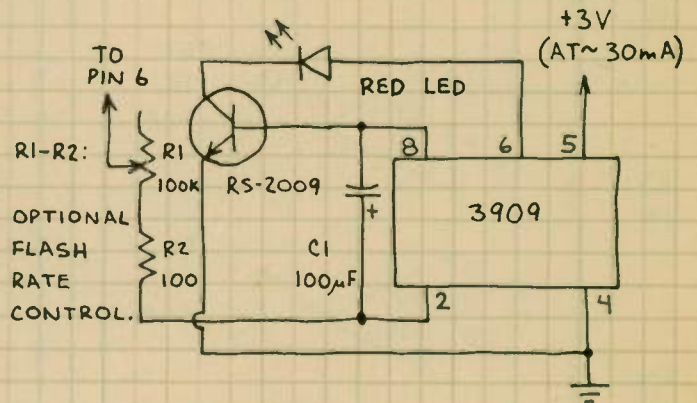 +3V
(AT ~ 30mA)
TO
PIN 6
RED LED
R1-R2:
R1
100K
RS-2009
8
6
5
3909
+
OPTIONAL
FLASH
RATE
CONTROL.
R2
100
C1
100µF
2
4